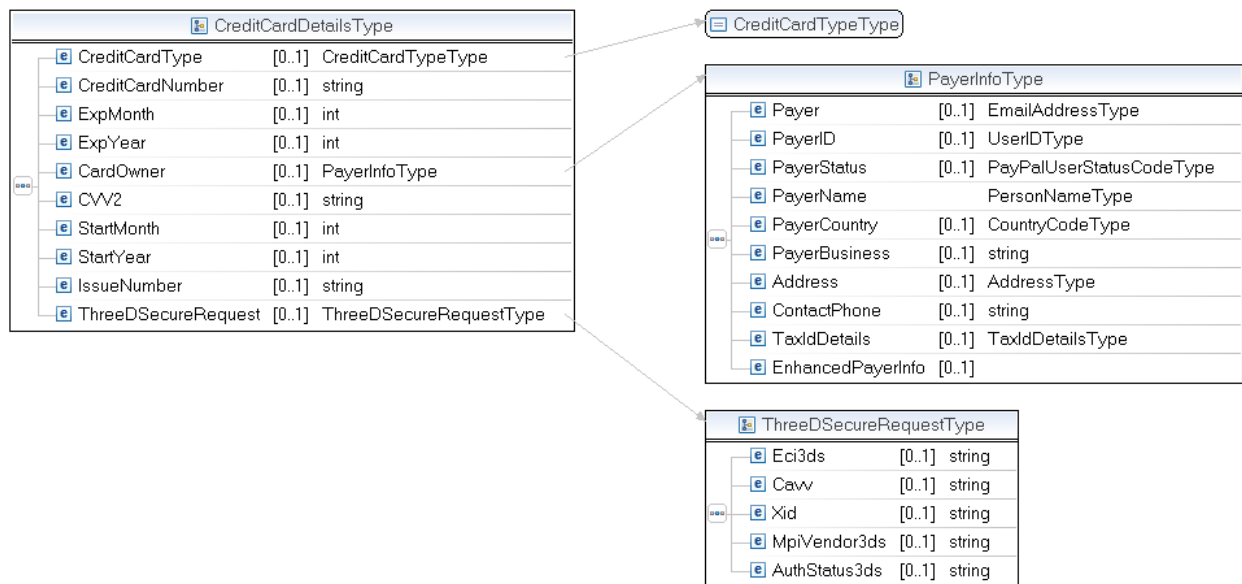 CreditCardDetailsType
CreditCardType [0..1] CreditCardTypeType
CreditCardNumber [0..1] string
ExpMonth [0..1] int
ExpYear [0..1] int
CardOwner [0..1] PayerInfoType
CVV2 [0..1] string
StartMonth [0..1] int
StartYear [0..1] int
IssueNumber [0..1] string
ThreeDSecureRequest [0..1] ThreeDSecureRequestType
CreditCardTypeType
PayerInfoType
Payer [0..1] EmailAddressType
PayerID [0..1] UserIDType
PayerStatus [0..1] PayPalUserStatusCodeType
PayerName PersonNameType
PayerCountry [0..1] CountryCodeType
PayerBusiness [0..1] string
Address [0..1] AddressType
ContactPhone [0..1] string
TaxIdDetails [0..1] TaxIdDetailsType
EnhancedPayerInfo [0..1]
ThreeDSecureRequestType
Eci3ds [0..1] string
Cavv [0..1] string
Xid [0..1] string
MpiVendor3ds [0..1] string
AuthStatus3ds [0..1] string